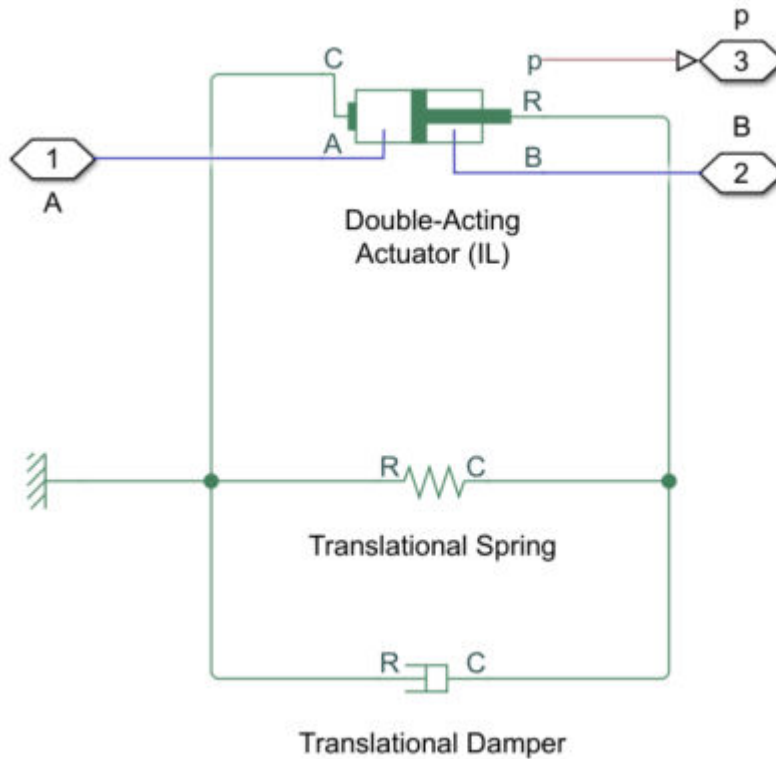 p
C
p
3
R
1
A
B
A
B
2
Double-Acting
Actuator (IL)
R
C
Translational Spring
R
C
Translational Damper